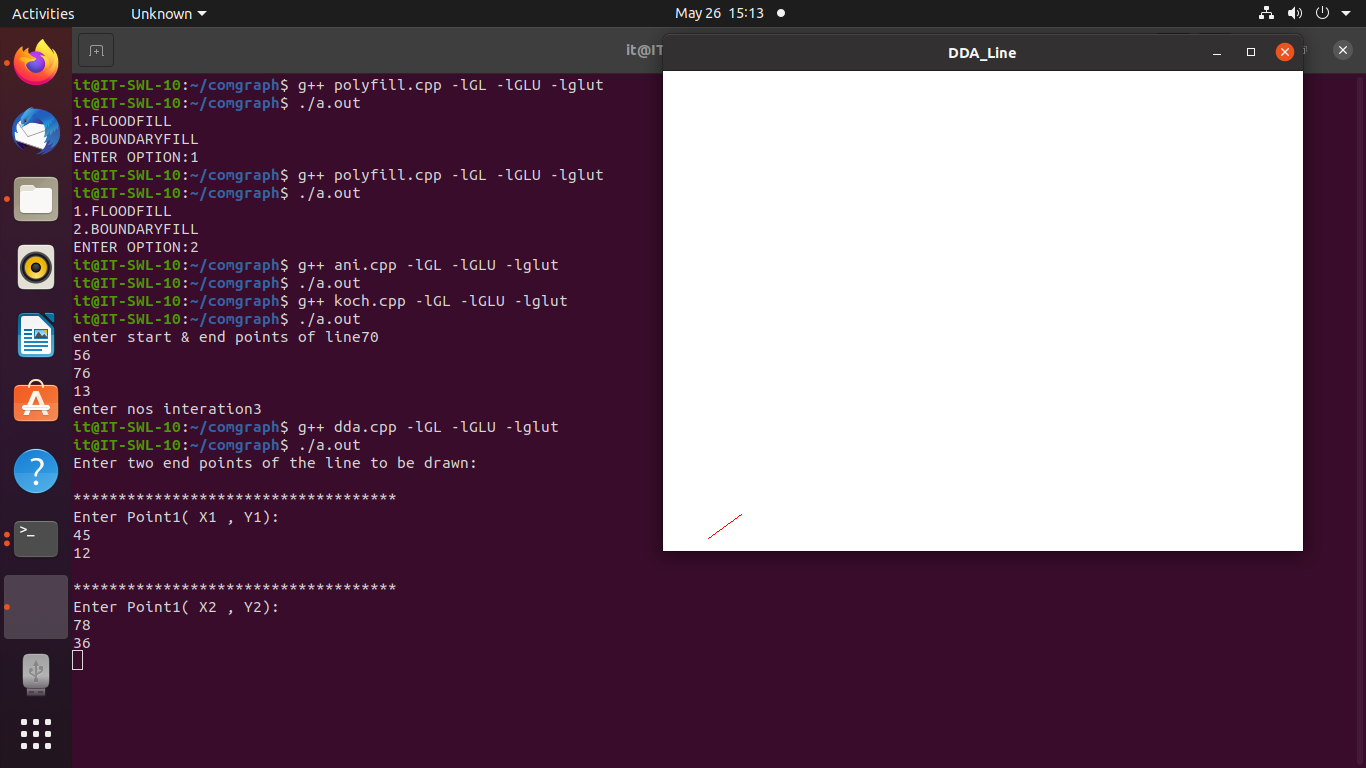 Activities
Unknown
May 26 15:13
it@IT
it@IT-SWL-10:~/comgraph$ g++ polyfill.cpp -lGL -lGLU -lglut
it@IT-SWL-10:~/comgraph$ ./a.out
1.FLOODFILL
2.BOUNDARYFILL
ENTER OPTION:1
it@IT-SWL-10:~/comgraph$ g++ polyfill.cpp -lGL -lGLU -lglut
it@IT-SWL-10:~/comgraph$ ./a.out
1.FLOODFILL
2.BOUNDARYFILL
ENTER OPTION:2
it@IT-SWL-10:~/comgraph$ g++ ani.cpp -lGL -lGLU -lglut
it@IT-SWL-10:~/comgraph$ ./a.out
it@IT-SWL-10:~/comgraph$ g++ koch.cpp -lGL -lGLU -lglut
it@IT-SWL-10:~/comgraph$ ./a.out
enter start & end points of line70
56
76
13
enter nos interation3
it@IT-SWL-10:~/comgraph$ g++ dda.cpp -lGL -lGLU -lglut
it@IT-SWL-10:~/comgraph$ ./a.out
Enter two end points of the line to be drawn:
************************************
Enter Point1( X1 , Y1):
45
12
************************************
Enter Point1( X2 , Y2):
78
36
DDA_Line